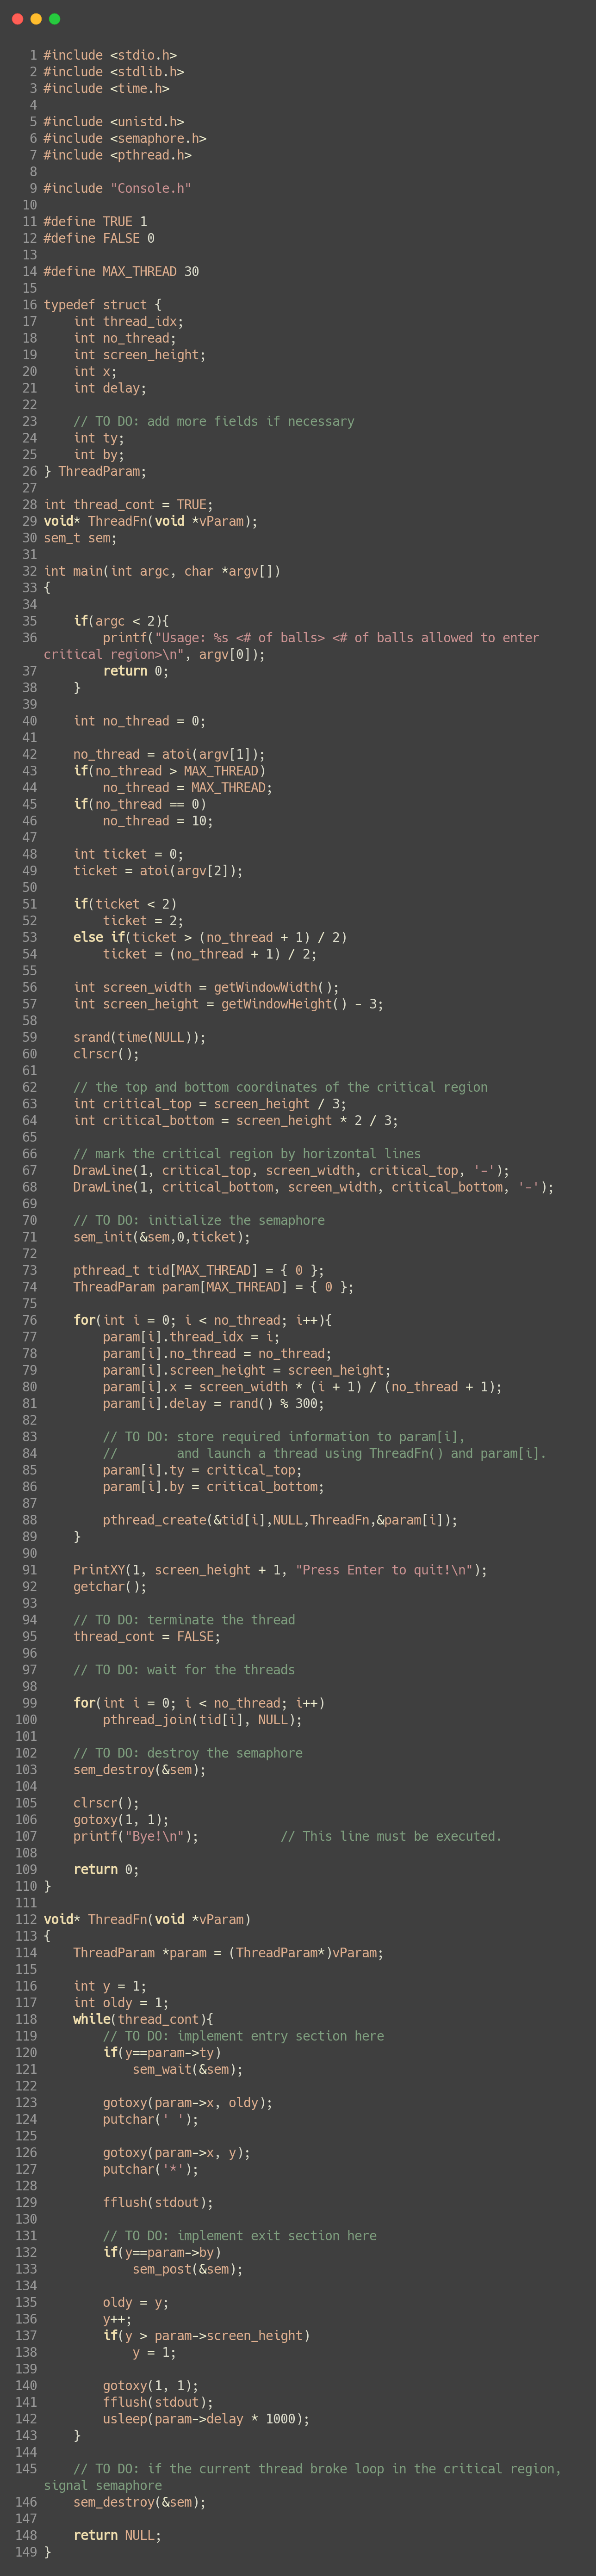 1 #include <stdio.h>
2 #include <stdlib.h>
3 #include <time.h>
4
5 #include <unistd.h>
6 #include <semaphore.h>
7 #include <pthread.h>
8
9 #include "Console.h"
10
11 #define TRUE 1
12 #define FALSE 0
13
14 #define MAX_THREAD 30
15
16 typedef struct {
17     int thread_idx;
18     int no_thread;
19     int screen_height;
20     int x;
21     int delay;
22
23     // TO DO: add more fields if necessary
24     int ty;
25     int by;
26 } ThreadParam;
27
28 int thread_cont = TRUE;
29 void* ThreadFn(void *vParam);
30 sem_t sem;
31
32 int main(int argc, char *argv[])
33 {
34
35     if(argc < 2){
36         printf("Usage: %s <# of balls> <# of balls allowed to enter
critical region>\n", argv[0]);
37         return 0;
38     }
39
40     int no_thread = 0;
41
42     no_thread = atoi(argv[1]);
43     if(no_thread > MAX_THREAD)
44         no_thread = MAX_THREAD;
45     if(no_thread == 0)
46         no_thread = 10;
47
48     int ticket = 0;
49     ticket = atoi(argv[2]);
50
51     if(ticket < 2)
52         ticket = 2;
53     else if(ticket > (no_thread + 1) / 2)
54         ticket = (no_thread + 1) / 2;
55
56     int screen_width = getWindowWidth();
57     int screen_height = getWindowHeight() - 3;
58
59     srand(time(NULL));
60     clrscr();
61
62     // the top and bottom coordinates of the critical region
63     int critical_top = screen_height / 3;
64     int critical_bottom = screen_height * 2 / 3;
65
66     // mark the critical region by horizontal lines
67     DrawLine(1, critical_top, screen_width, critical_top, '-');
68     DrawLine(1, critical_bottom, screen_width, critical_bottom, '-');
69
70     // TO DO: initialize the semaphore
71     sem_init(&sem,0,ticket);
72
73     pthread_t tid[MAX_THREAD] = { 0 };
74     ThreadParam param[MAX_THREAD] = { 0 };
75
76     for(int i = 0; i < no_thread; i++){
77         param[i].thread_idx = i;
78         param[i].no_thread = no_thread;
79         param[i].screen_height = screen_height;
80         param[i].x = screen_width * (i + 1) / (no_thread + 1);
81         param[i].delay = rand() % 300;
82
83         // TO DO: store required information to param[i],
84         //        and launch a thread using ThreadFn() and param[i].
85         param[i].ty = critical_top;
86         param[i].by = critical_bottom;
87
88         pthread_create(&tid[i],NULL,ThreadFn,&param[i]);
89     }
90
91     PrintXY(1, screen_height + 1, "Press Enter to quit!\n");
92     getchar();
93
94     // TO DO: terminate the thread
95     thread_cont = FALSE;
96
97     // TO DO: wait for the threads
98
99     for(int i = 0; i < no_thread; i++)
100         pthread_join(tid[i], NULL);
101
102     // TO DO: destroy the semaphore
103     sem_destroy(&sem);
104
105     clrscr();
106     gotoxy(1, 1);
107     printf("Bye!\n");           // This line must be executed.
108
109     return 0;
110 }
111
112 void* ThreadFn(void *vParam)
113 {
114     ThreadParam *param = (ThreadParam*)vParam;
115
116     int y = 1;
117     int oldy = 1;
118     while(thread_cont){
119         // TO DO: implement entry section here
120         if(y==param->ty)
121             sem_wait(&sem);
122
123         gotoxy(param->x, oldy);
124         putchar(' ');
125
126         gotoxy(param->x, y);
127         putchar('*');
128
129         fflush(stdout);
130
131         // TO DO: implement exit section here
132         if(y==param->by)
133             sem_post(&sem);
134
135         oldy = y;
136         y++;
137         if(y > param->screen_height)
138             y = 1;
139
140         gotoxy(1, 1);
141         fflush(stdout);
142         usleep(param->delay * 1000);
143     }
144
145     // TO DO: if the current thread broke loop in the critical region,
signal semaphore
146     sem_destroy(&sem);
147
148     return NULL;
149 }